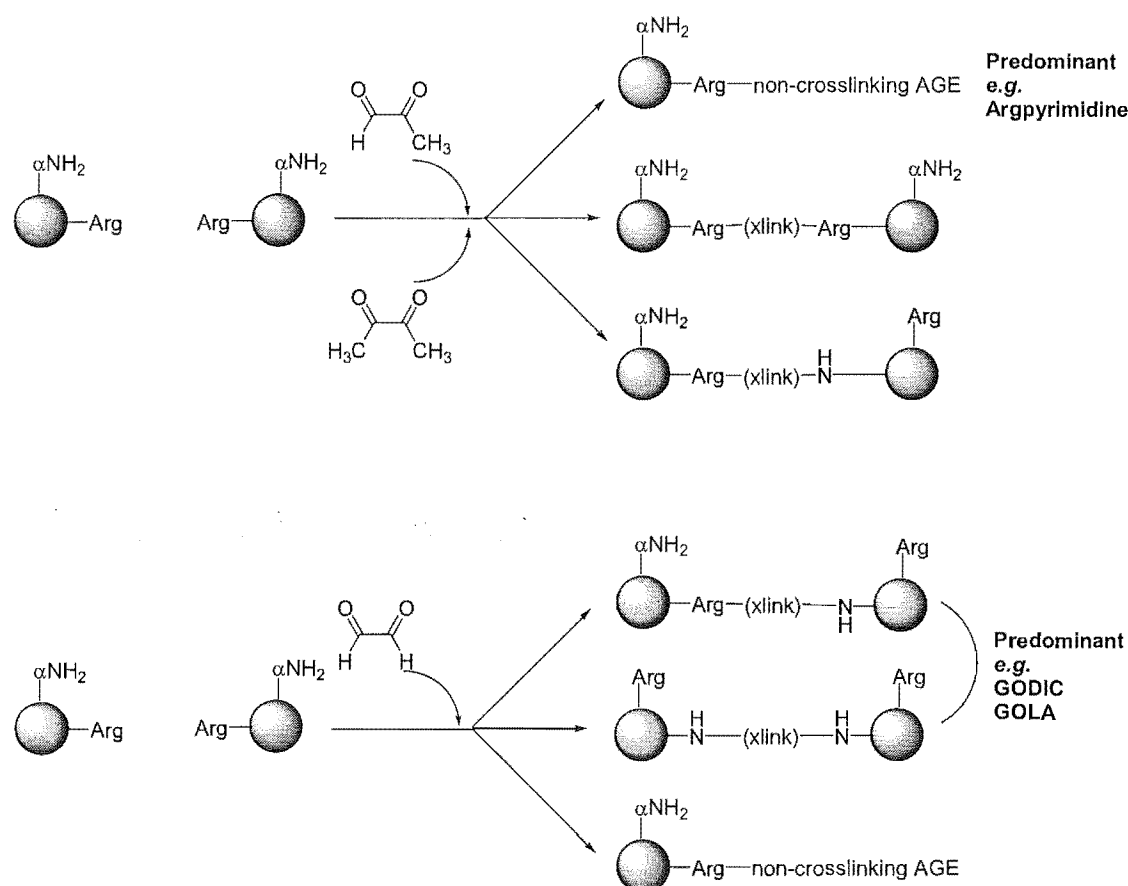 αNH2
Arg—non-crosslinking AGE
Predominant
e.g.
Argpyrimidine
O O
H CH3
αNH2
Arg
αNH2
Arg
αNH2 αNH2
Arg—(xlink)—Arg
O O
H3C CH3
αNH2 Arg
Arg—(xlink)—N
H
αNH2 Arg
Arg—(xlink)—N
H
O O
H H
αNH2
Arg
αNH2
Arg
Arg Arg
H H
N—(xlink)—N
Predominant
e.g.
GODIC
GOLA
αNH2
Arg—non-crosslinking AGE